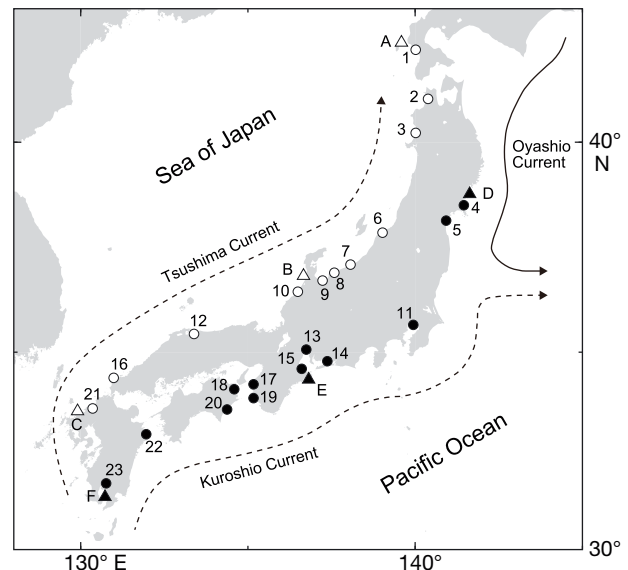 A
1
2
3
40°
N
Sea of Japan
Oyashio
Current
D
4
5
6
Tsushima Current
7
B
8
9
10
11
12
13
14
15
E
16
17
18
19
20
21
C
22
23
F
Kuroshio Current
Pacific Ocean
30°
130° E
140°